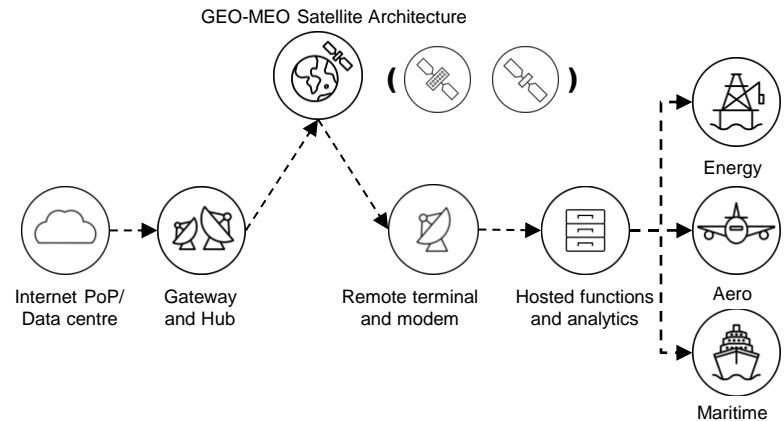 GEO-MEO Satellite Architecture
( )
Energy
Internet PoP/
Data centre
Gateway
and Hub
Remote terminal
and modem
Hosted functions
and analytics
Aero
Maritime